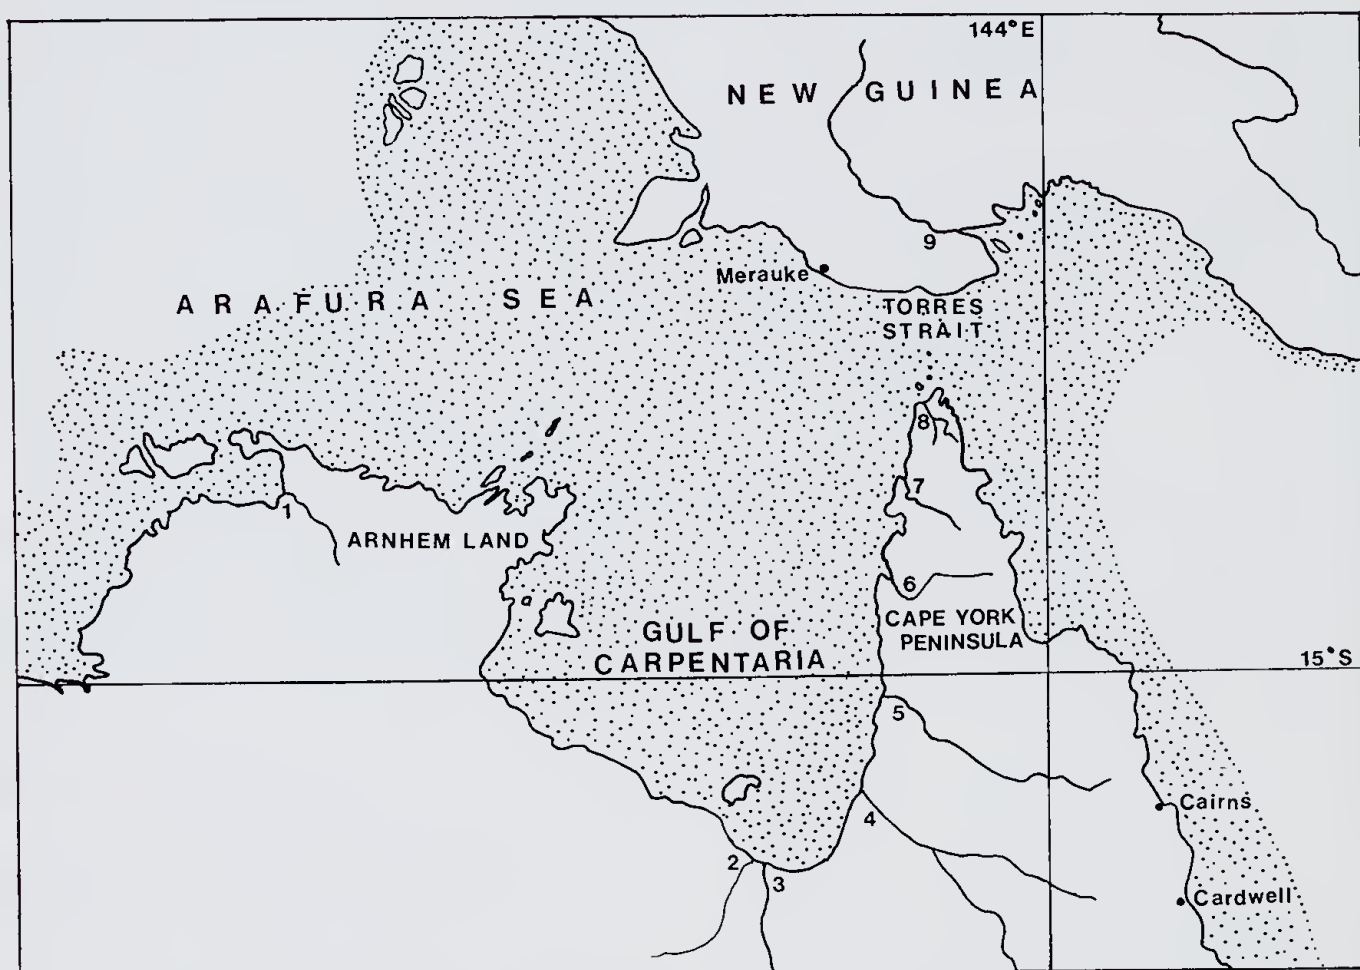 144°E
NEW GUINEA
9
Merauke
ARAFURA SEA
TORRES
STRAIT
8
7
1
ARNHEM LAND
6
CAPE YORK
PENINSULA
GULF OF
CARPENTARIA
15°S
5
Cairns
4
2
3
Cardwell